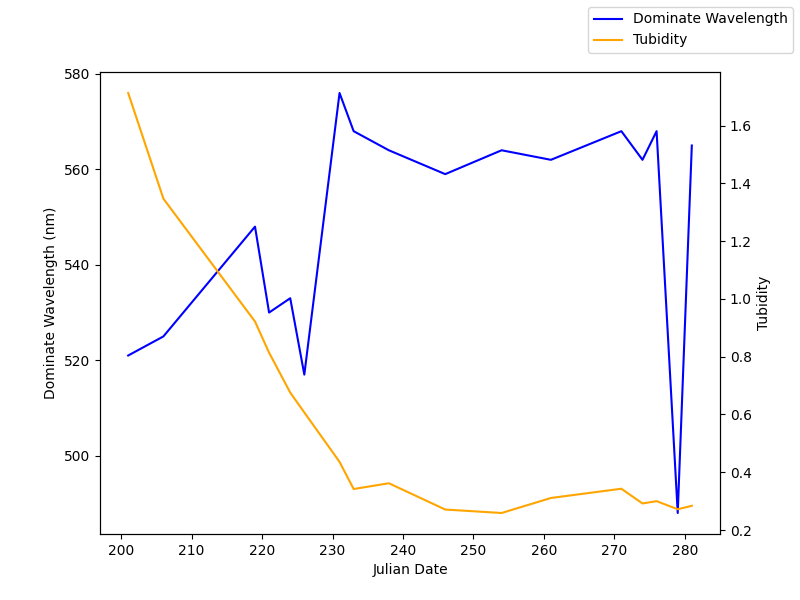 Dominate Wavelength
Tubidity
580
560
540
520
500
Dominate Wavelength (nm)
1.6
1.4
1.2
1.0
0.8
0.6
0.4
0.2
Tubidity
200 210 220 230 240 250 260 270 280
Julian Date